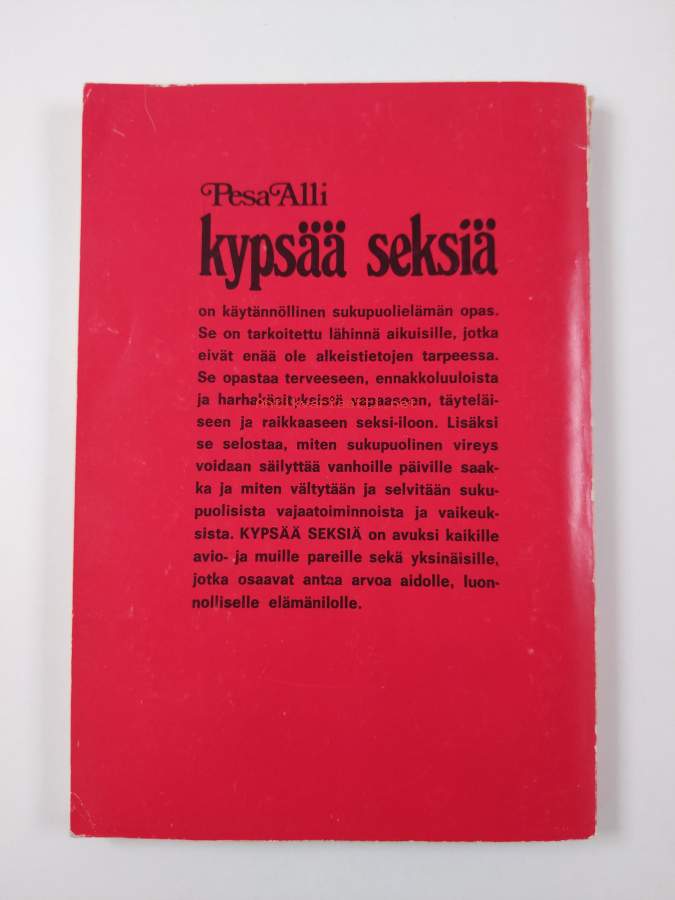 Pesa Alli
kypsää seksiä
on käytännöllinen sukupuolielämän opas.
Se on tarkoitettu lähinnä aikuisille, jotka
eivät enää ole alkeistietojen tarpeessa.
Se opastaa terveeseen, ennakkoluuloista
ja harhakäsityksistä vapaaseen, täyteläi-
seen ja raikkaaseen seksi-iloon. Lisäksi
se selostaa, miten sukupuolinen vireys
voidaan säilyttää vanhoille päiville saak-
ka ja miten vältytään ja selvitään suku-
puolisista vajaatoiminnoista ja vaikeuk-
sista. KYPSÄÄ SEKSIÄ on avuksi kaikille
avio- ja muille pareille sekä yksinäisille,
jotka osaavat antaa arvoa aidolle, luon-
nolliselle elämänilolle.